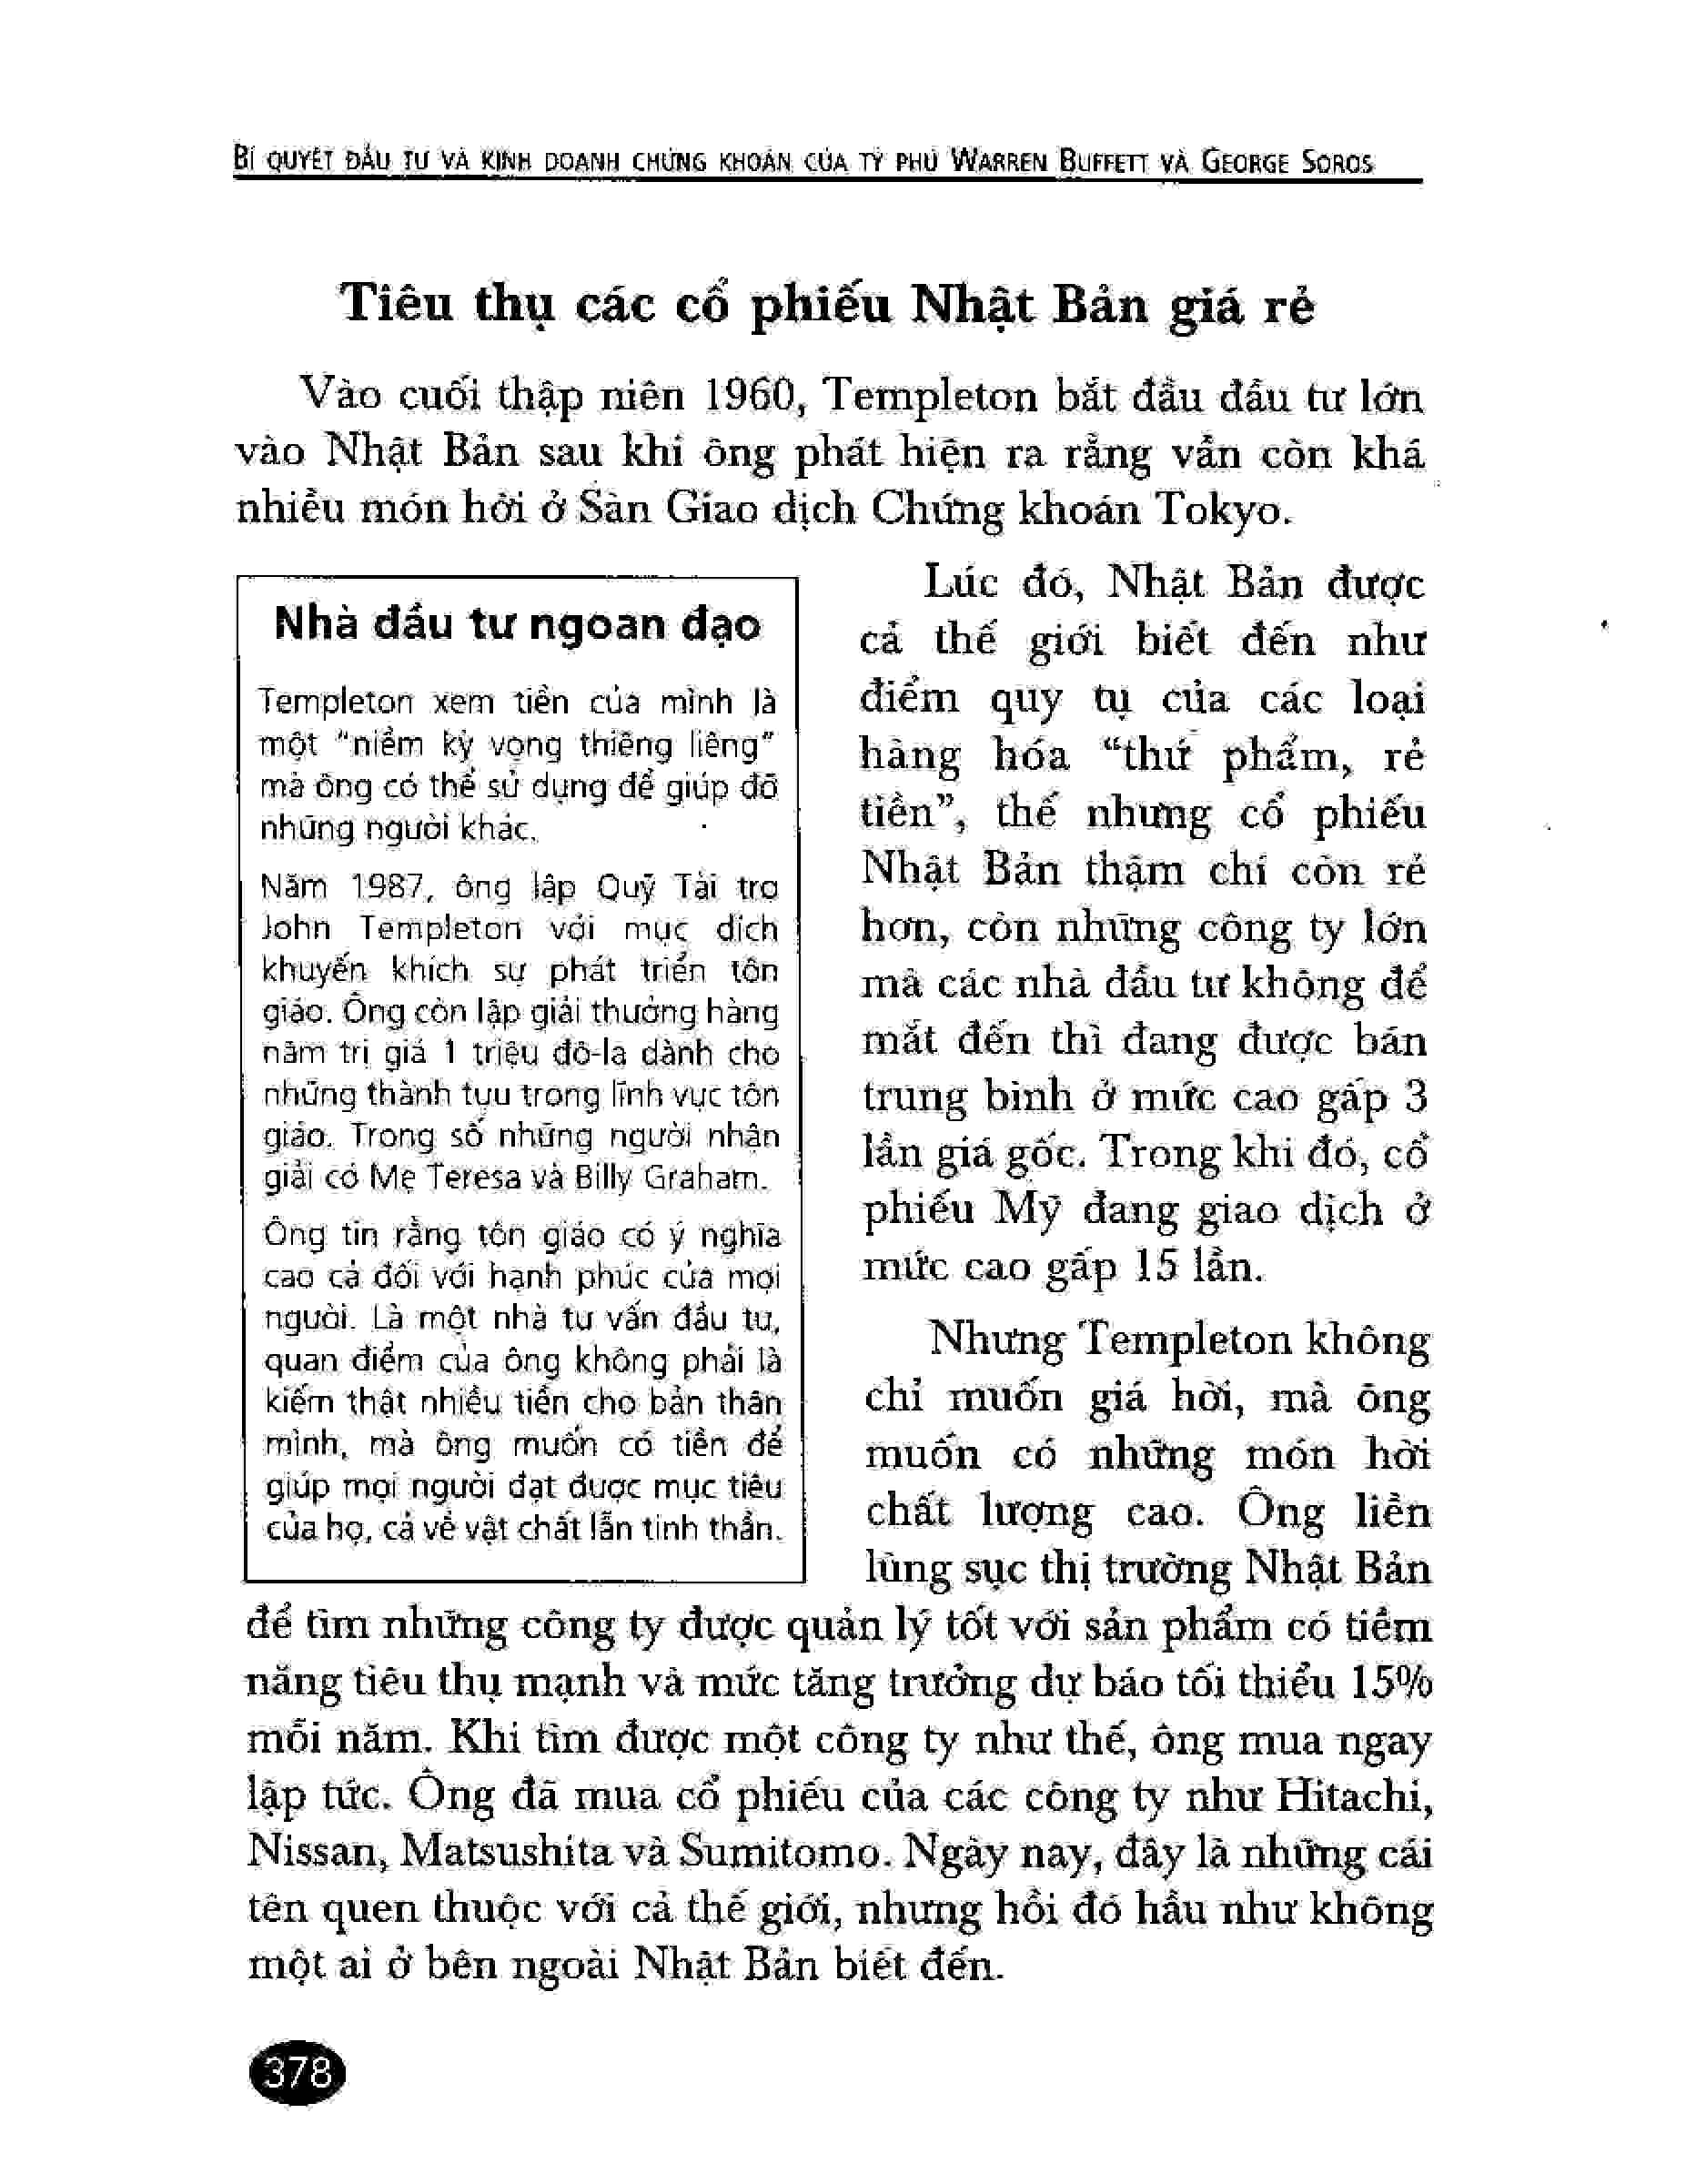 BÍ QUYẾT ĐẦU TƯ VÀ KINH DOANH CHỨNG KHOÁN CỦA TỶ PHÚ WARREN BUFFETT VÀ GEORGE SOROS
Tiêu thụ các cổ phiếu Nhật Bản giá rẻ
Vào cuối thập niên 1960, Templeton bắt đầu đầu tư lớn
vào Nhật Bản sau khi ông phát hiện ra rằng vẫn còn khá
nhiều món hời ở Sàn Giao dịch Chứng khoán Tokyo.
Nhà đầu tư ngoan đạo
Templeton xem tiền của mình là
một "niềm kỳ vọng thiêng liêng"
mà ông có thể sử dụng để giúp đỡ
những người khác.
Năm 1987, ông lập Quỹ Tài trợ
John Templeton với mục đích
khuyến khích sự phát triển tôn
giáo. Ông còn lập giải thưởng hàng
năm trị giá 1 triệu đô-la dành cho
những thành tựu trong lĩnh vực tôn
giáo. Trong số những người nhận
giải có Mẹ Teresa và Billy Graham.
Ông tin rằng tôn giáo có ý nghĩa
cao cả đối với hạnh phúc của mọi
người. Là một nhà tư vấn đầu tư,
quan điểm của ông không phải là
kiếm thật nhiều tiền cho bản thân
mình, mà ông muốn có tiền để
giúp mọi người đạt được mục tiêu
của họ, cả về vật chất lẫn tinh thần.
Lúc đó, Nhật Bản được
cả thế giới biết đến như
điểm quy tụ của các loại
hàng hóa “thứ phẩm, rẻ
tiền”, thế nhưng cổ phiếu
Nhật Bản thậm chí còn rẻ
hơn, còn những công ty lớn
mà các nhà đầu tư không để
mắt đến thì đang được bán
trung bình ở mức cao gấp 3
lần giá gốc. Trong khi đó, cổ
phiếu Mỹ đang giao dịch ở
mức cao gấp 15 lần.
Nhưng Templeton không
chỉ muốn giá hời, mà ông
muốn có những món hời
chất lượng cao. Ông liền
lùng sục thị trường Nhật Bản
để tìm những công ty được quản lý tốt với sản phẩm có tiềm
năng tiêu thụ mạnh và mức tăng trưởng dự báo tối thiểu 15%
mỗi năm. Khi tìm được một công ty như thế, ông mua ngay
lập tức. Ông đã mua cổ phiếu của các công ty như Hitachi,
Nissan, Matsushita và Sumitomo. Ngày nay, đây là những cái
tên quen thuộc với cả thế giới, nhưng hồi đó hầu như không
một ai ở bên ngoài Nhật Bản biết đến.
378